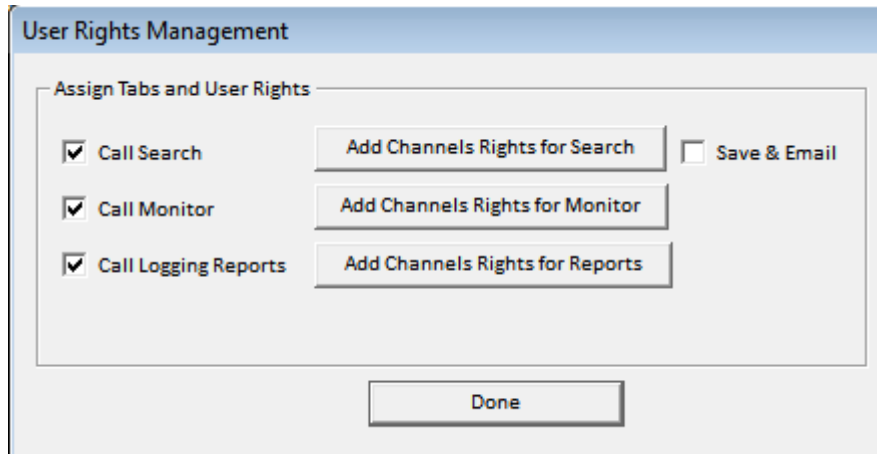 User Rights Management
Assign Tabs and User Rights
Call Search Add Channels Rights for Search Save & Email
Call Monitor Add Channels Rights for Monitor
Call Logging Reports Add Channels Rights for Reports
Done